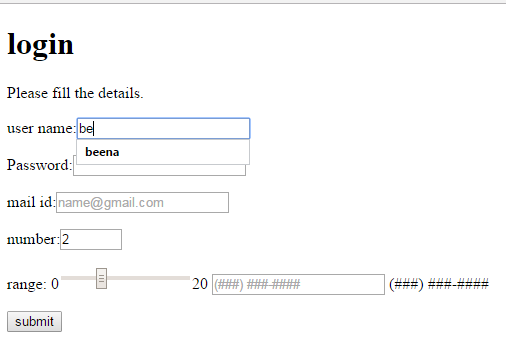 login
Please fill the details.
user name: be
beena
Password:
mail id: name@gmail.com
number: 2
range: 0 20 (###) ###-#### (###) ###-####
submit